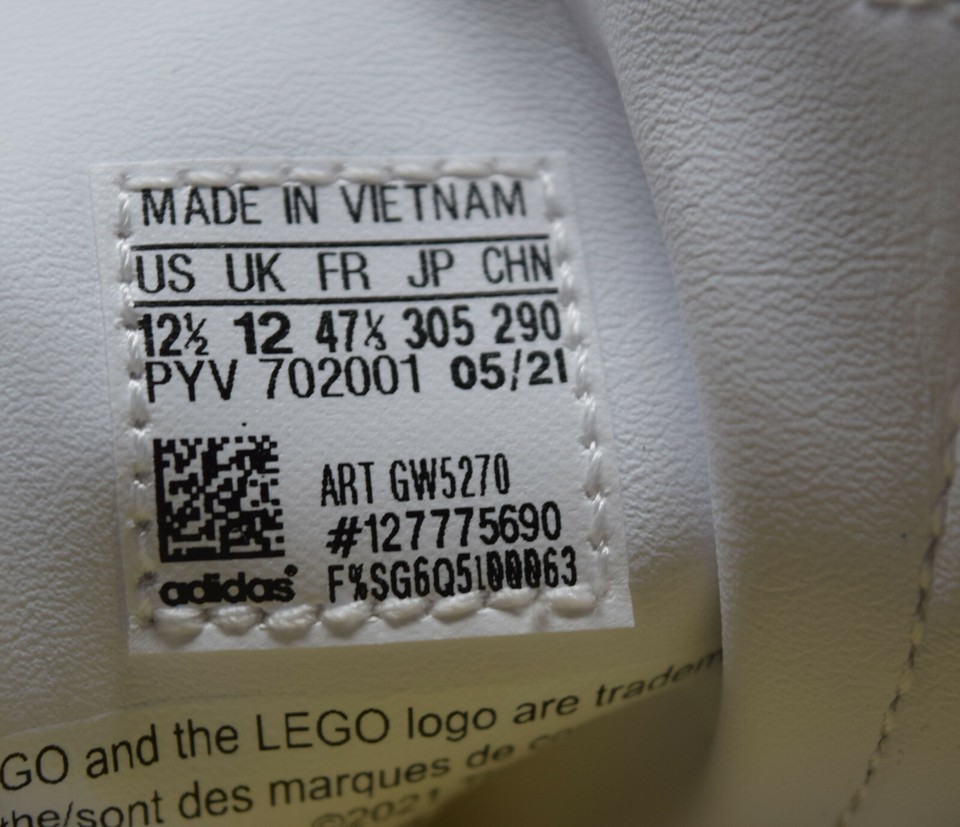 MADE IN VIETNAM
US UK FR JP CHN
12½ 12 47⅓ 305 290
PYV 702001 05/21
ART GW5270
#127775690
adidas®
GO and the LEGO logo are tradem
the/sont des marques de
©2021